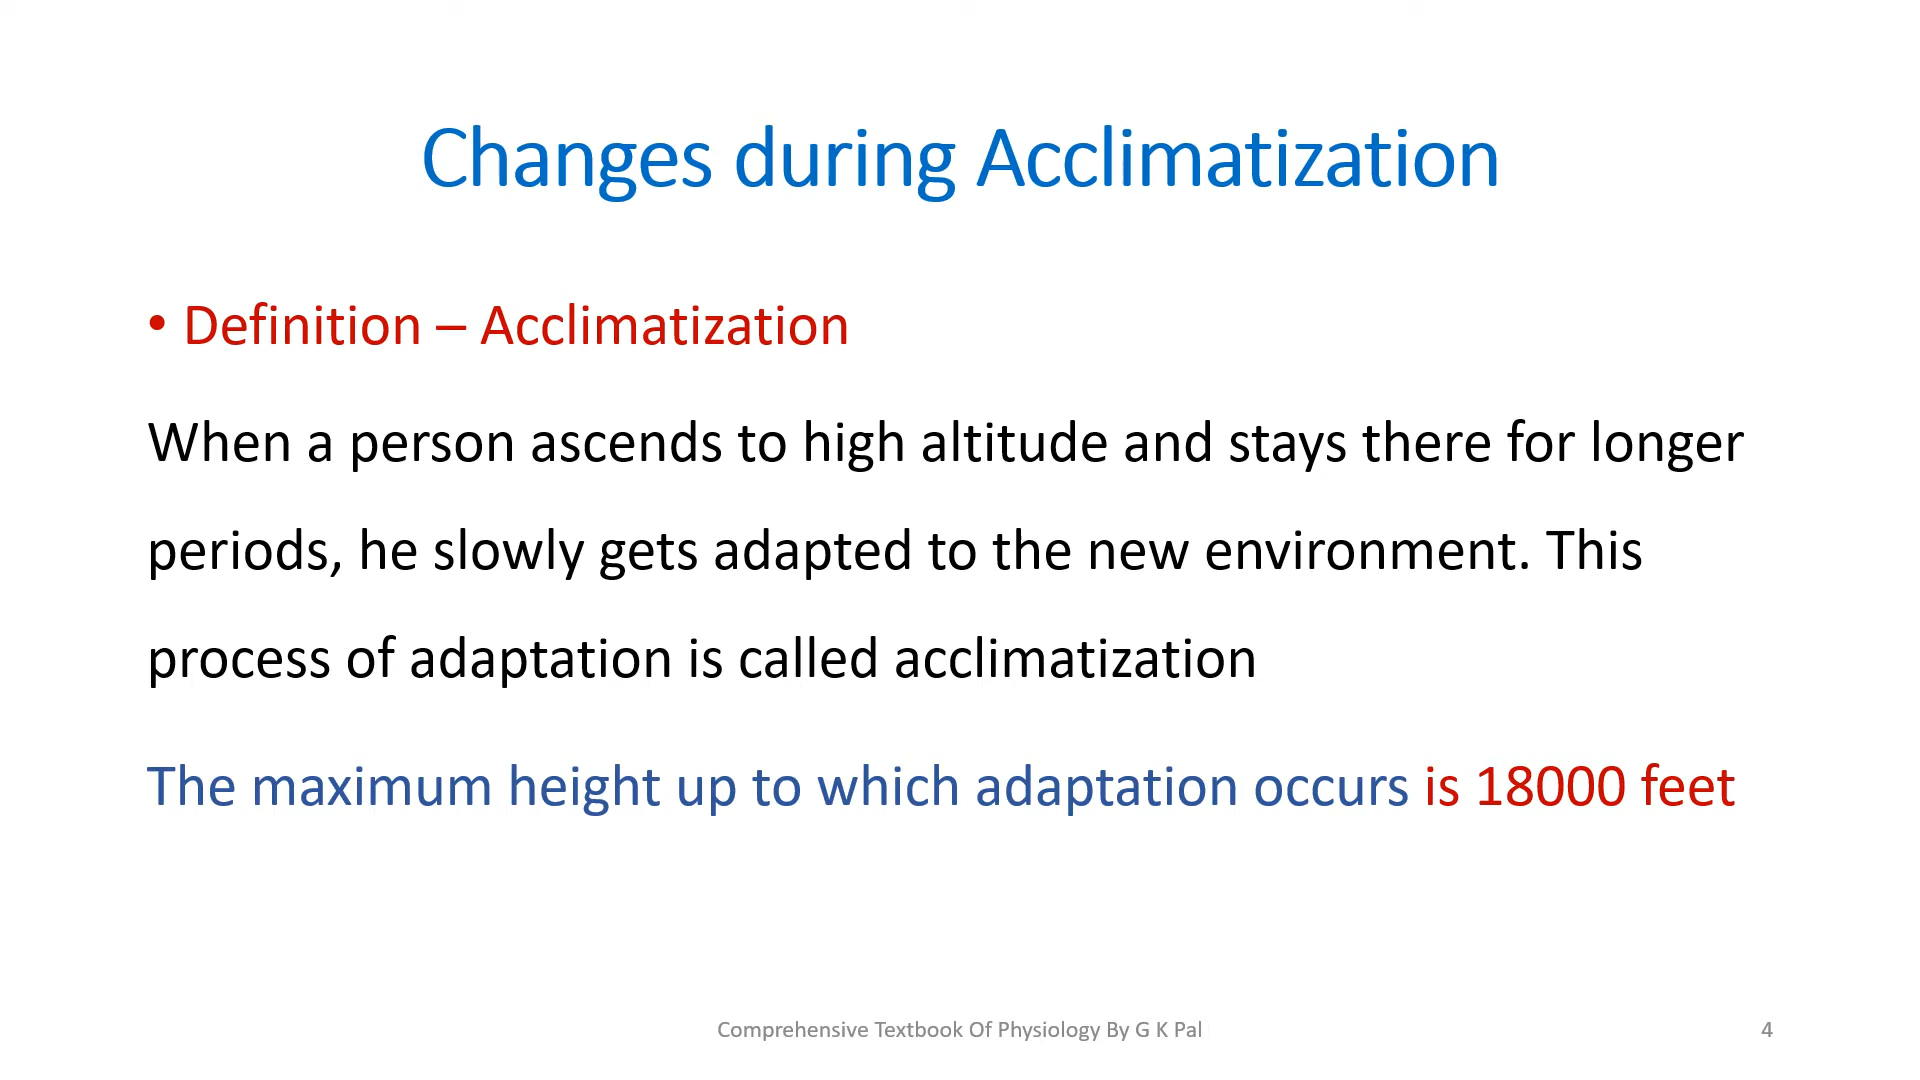 Changes during Acclimatization
• Definition – Acclimatization
When a person ascends to high altitude and stays there for longer
periods, he slowly gets adapted to the new environment. This
process of adaptation is called acclimatization
The maximum height up to which adaptation occurs is 18000 feet
Comprehensive Textbook Of Physiology By G K Pal
4